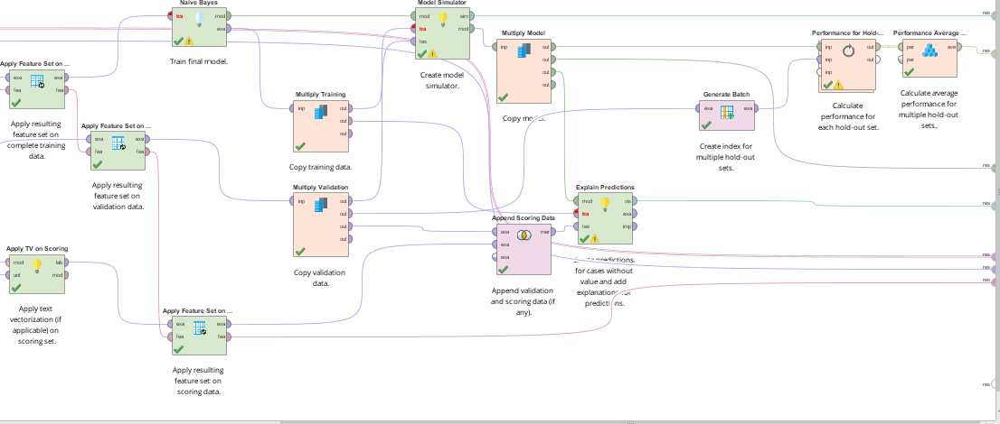 Naive Bayes
tra
mod
exa
Train final model.
Model Simulator
mod
sim
tra
mod
tes
Create model
simulator.
Multiply Model
inp
out
out
out
out
Performance for Hold-...
inp
out
inp
out
inp
Calculate
performance for
each hold-out set.
Performance Average ...
per
ave
per
Calculate average
performance for
multiple hold-out
sets..
res
res
Apply Feature Set on ...
exa
exa
fea
fea
Apply resulting
feature set on
complete training
data.
Multiply Training
inp
out
out
out
Copy training data.
Generate Batch
exa
exa
Create index for
multiple hold-out
sets.
Apply Feature Set on ...
exa
exa
fea
fea
Apply resulting
feature set on
validation data.
res
Multiply Validation
inp
out
out
out
out
Copy validation
data.
Explain Predictions
mod
vis
tra
exa
tes
imp
predictions
for cases without
value and add
explanations for
predictions.
res
Append Scoring Data
exa
mer
exa
exa
Append validation
and scoring data (if
any).
Apply TV on Scoring
mod
lab
unl
mod
Apply text
vectorization (if
applicable) on
scoring set.
res
res
res
Apply Feature Set on ...
exa
exa
fea
fea
Apply resulting
feature set on
scoring data.
res